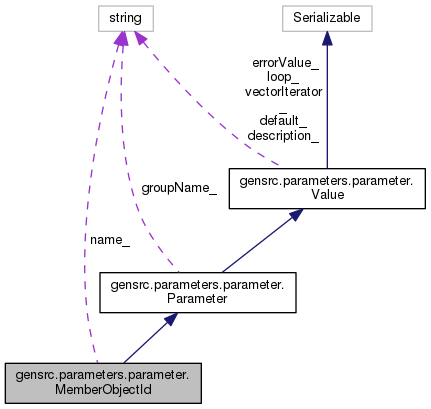 string
Serializable
errorValue_
loop_
vectorIterator
_
default_
description_
gensrc.parameters.parameter.
Value
groupName_
name_
gensrc.parameters.parameter.
Parameter
gensrc.parameters.parameter.
MemberObjectId